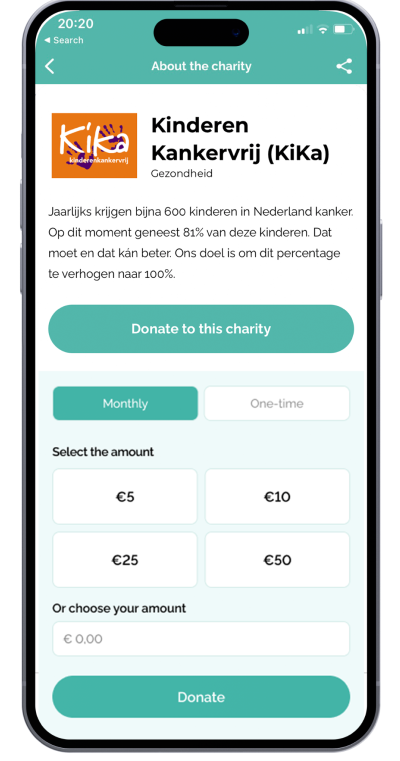 20:20
◀ Search
About the charity
KiKa
kinderenkankervrij
Kinderen
Kankervrij (KiKa)
Gezondheid
Jaarlijks krijgen bijna 600 kinderen in Nederland kanker.
Op dit moment geneest 81% van deze kinderen. Dat
moet en dat kán beter. Ons doel is om dit percentage
te verhogen naar 100%.
Donate to this charity
Monthly
One-time
Select the amount
€5
€10
€25
€50
Or choose your amount
€ 0,00
Donate